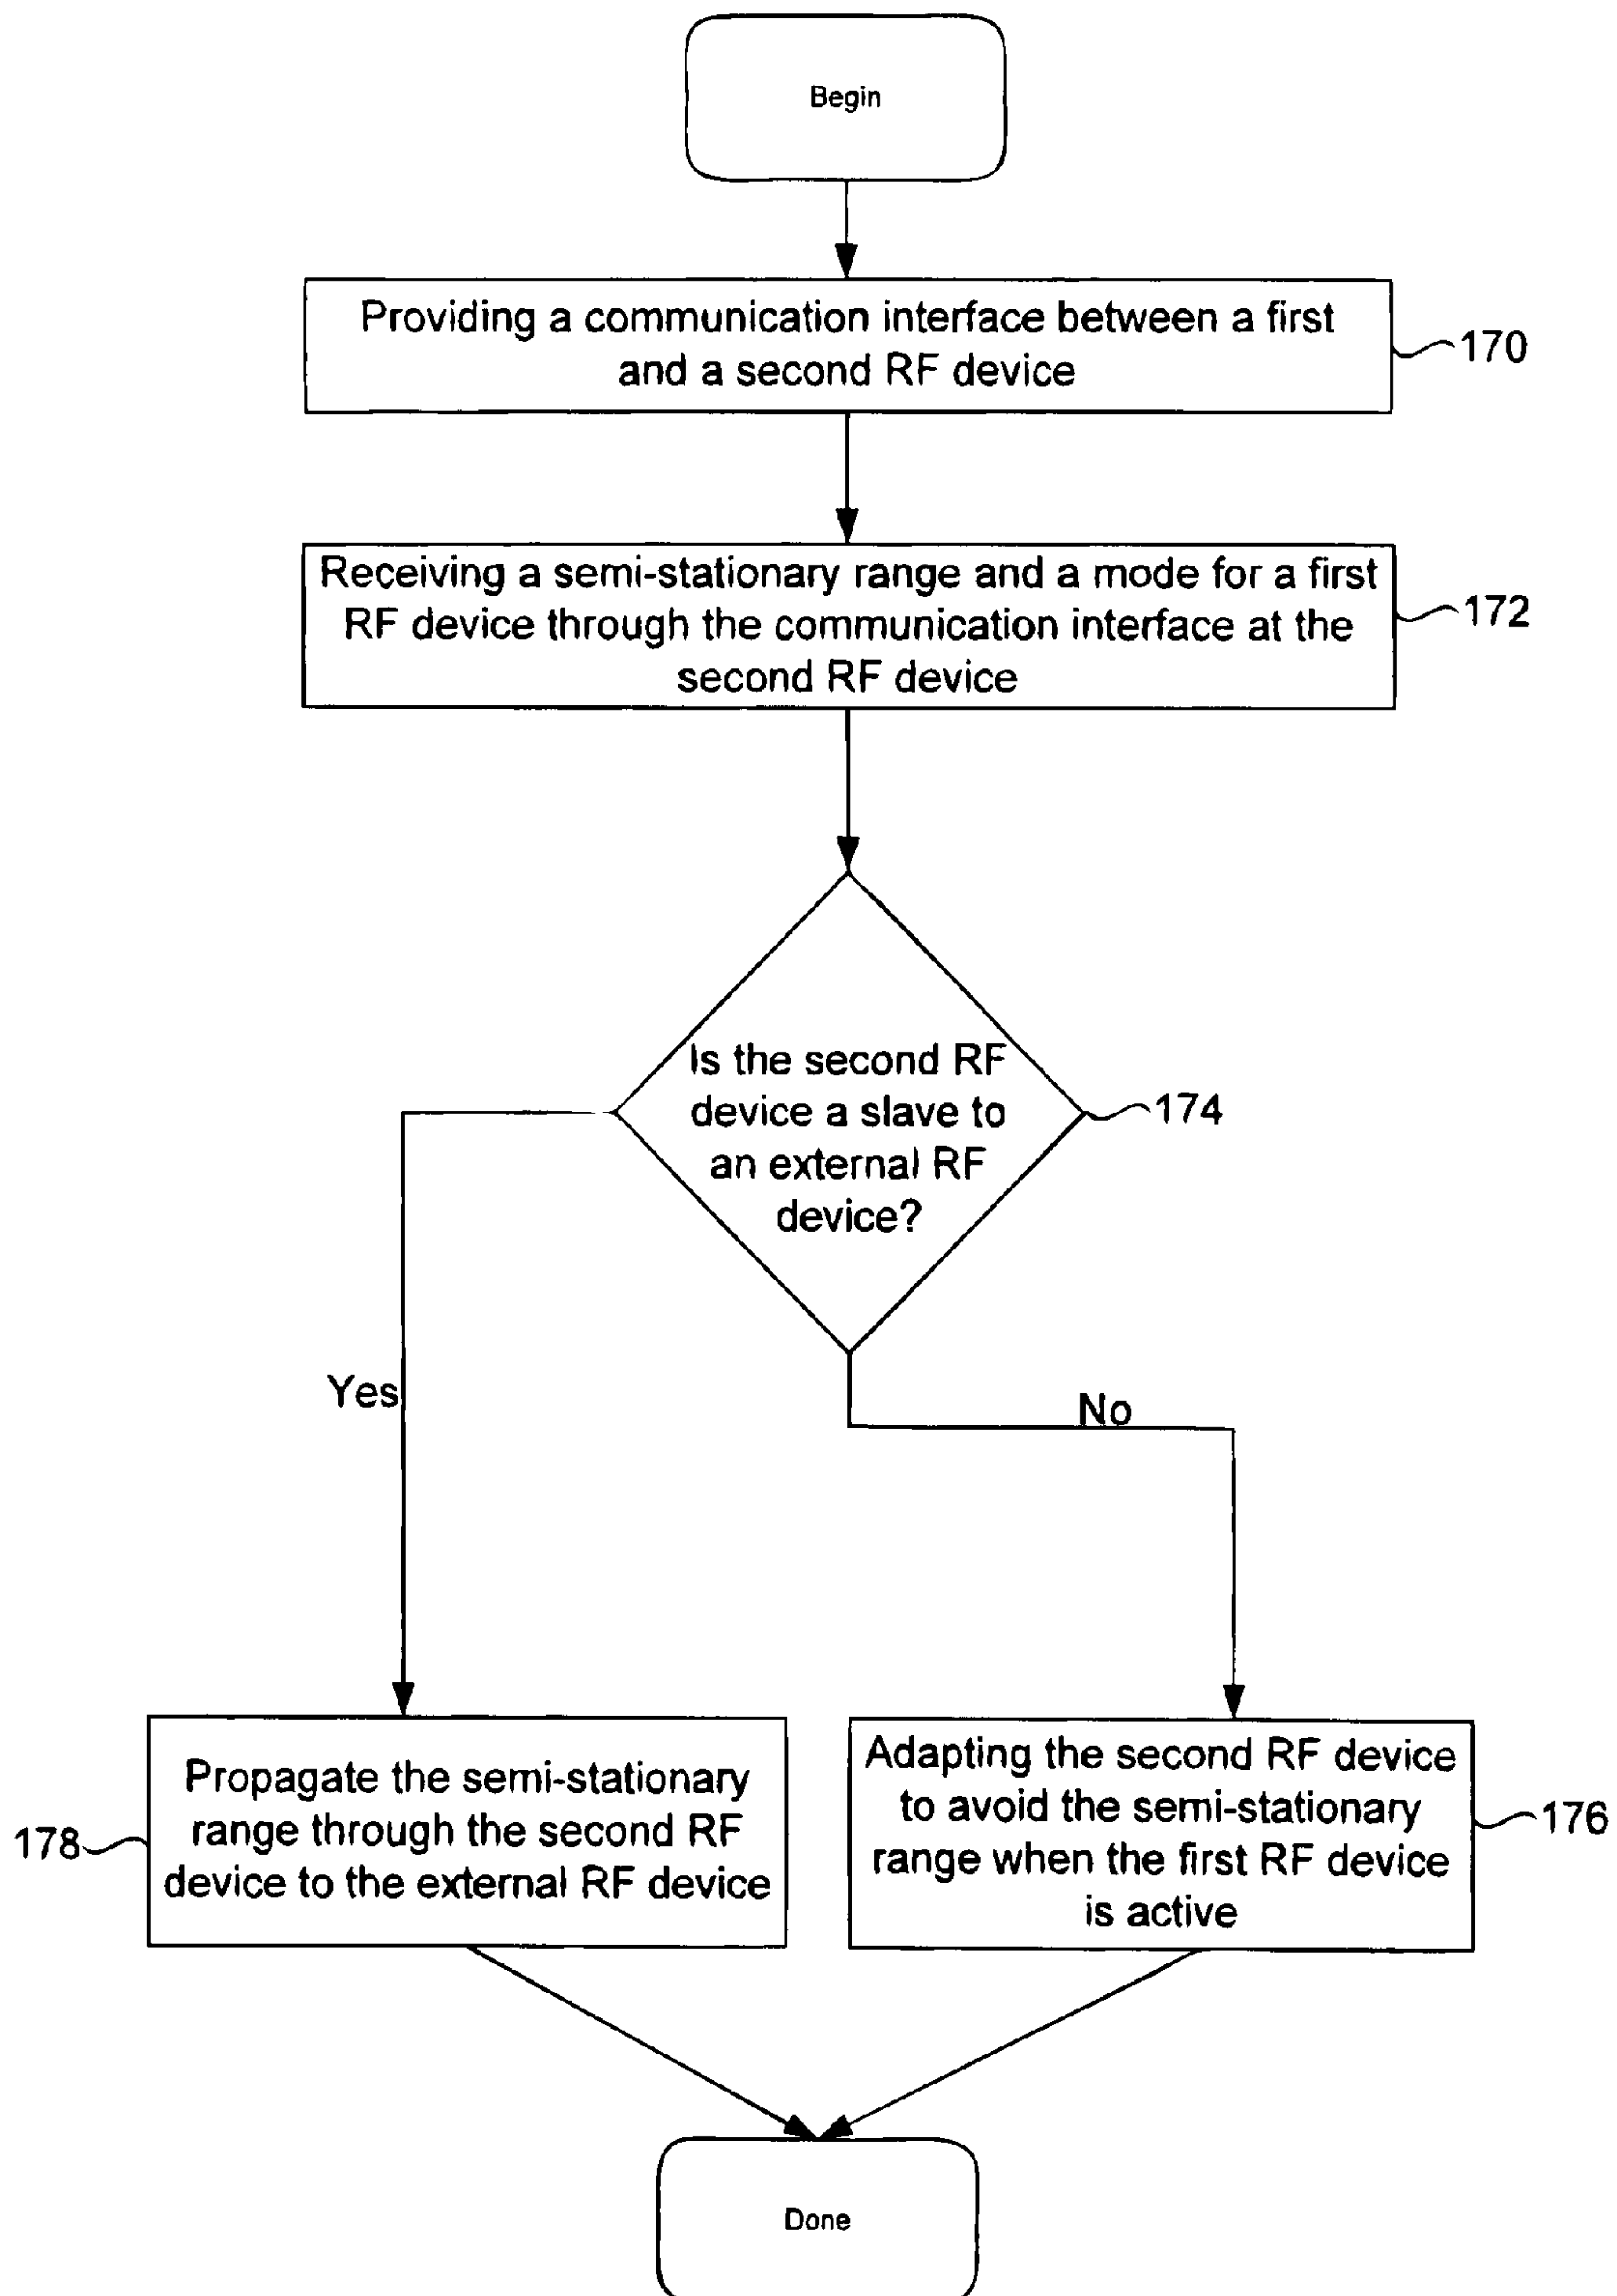 Begin
Providing a communication interface between a first
and a second RF device
170
Receiving a semi-stationary range and a mode for a first
RF device through the communication interface at the
second RF device
172
Is the second RF
device a slave to
an external RF
device?
174
Yes
No
Propagate the semi-stationary
range through the second RF
device to the external RF device
178
Adapting the second RF device
to avoid the semi-stationary
range when the first RF device
is active
176
Done